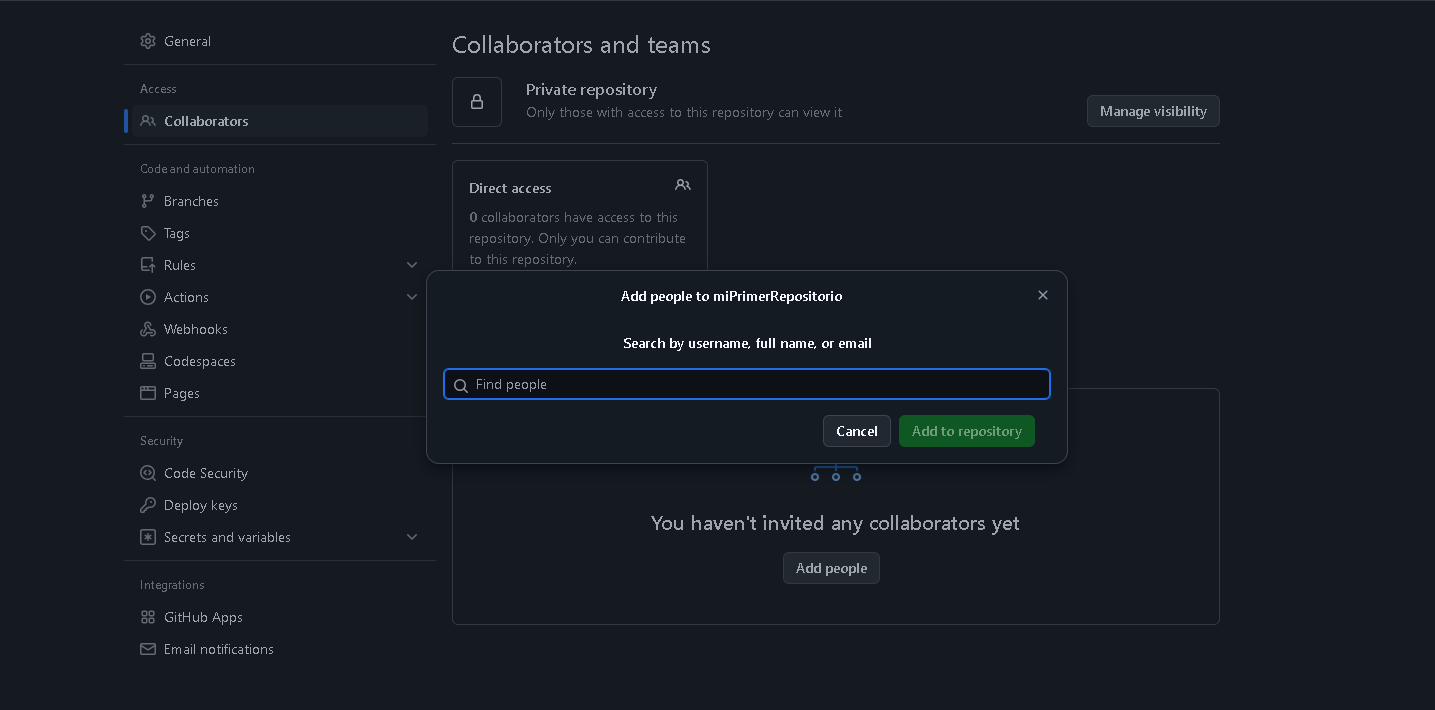 General
Access
Collaborators
Code and automation
Branches
Tags
Rules
Actions
Webhooks
Codespaces
Pages
Security
Code Security
Deploy keys
Secrets and variables
Integrations
GitHub Apps
Email notifications
Collaborators and teams
Private repository
Only those with access to this repository can view it
Manage visibility
Direct access
0 collaborators have access to this
repository. Only you can contribute
to this repository.
Add people to miPrimerRepositorio
Search by username, full name, or email
Find people
Cancel
Add to repository
You haven't invited any collaborators yet
Add people